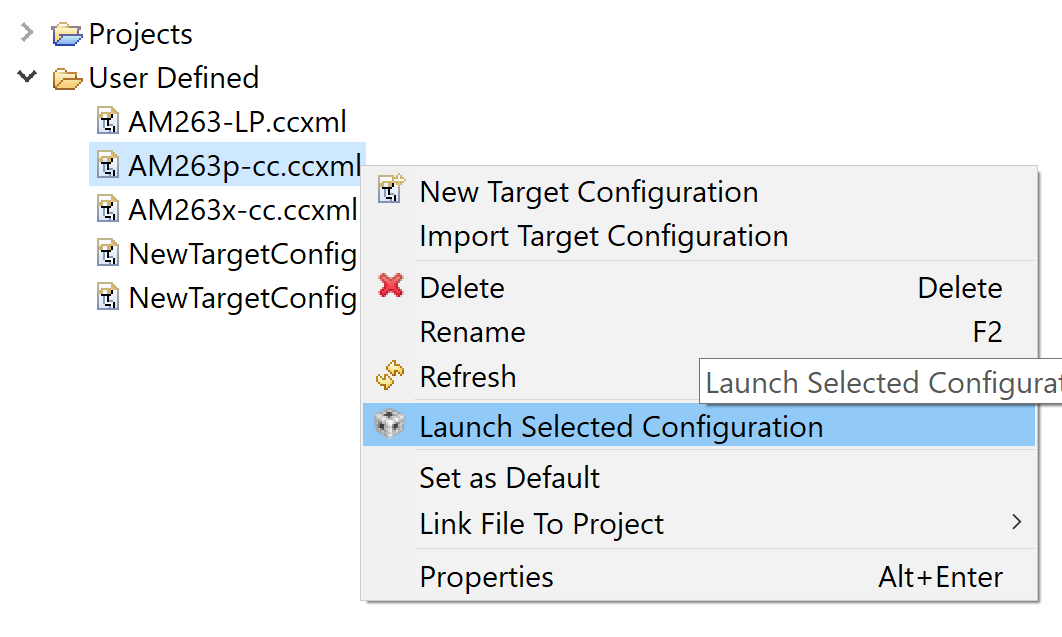 Projects
User Defined
AM263-LP.ccxml
AM263p-cc.ccxml
AM263x-cc.ccxml
NewTargetConfig
NewTargetConfig
New Target Configuration
Import Target Configuration
Delete Delete
Rename F2
Refresh
Launch Selected Configurat
Launch Selected Configuration
Set as Default
Link File To Project
Properties Alt+Enter